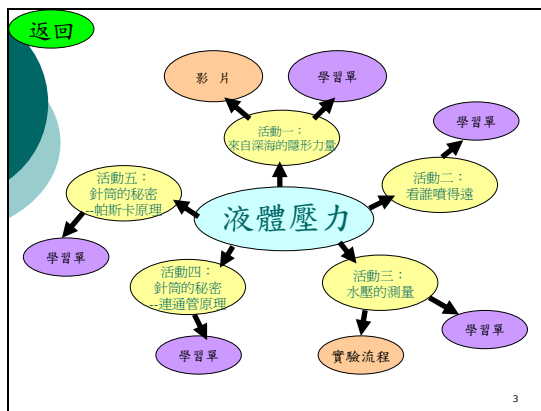 返回
影 片
學習單
活動一：
來自深海的隱形力量
學習單
活動二：
看誰噴得遠
活動五：
針筒的秘密
--帕斯卡原理
液體壓力
學習單
活動四：
針筒的秘密
--連通管原理
活動三：
水壓的測量
學習單
實驗流程
學習單
3